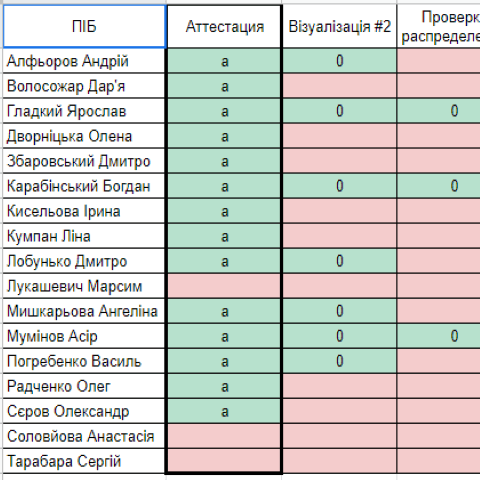 ПІБ Аттестация Візуалізація #2 Проверк
распределе
Алфьоров Андрій а 0
Волосожар Дар'я а
Гладкий Ярослав а 0 0
Дворніцька Олена а
Збаровський Дмитро а
Карабінський Богдан а 0 0
Кисельова Ірина а
Кумпан Ліна а
Лобунько Дмитро а 0
Лукашевич Марсим
Мишкарьова Ангеліна а 0
Мумінов Асір а 0 0
Погребенко Василь а 0
Радченко Олег а
Сєров Олександр а
Соловйова Анастасія
Тарабара Сергій